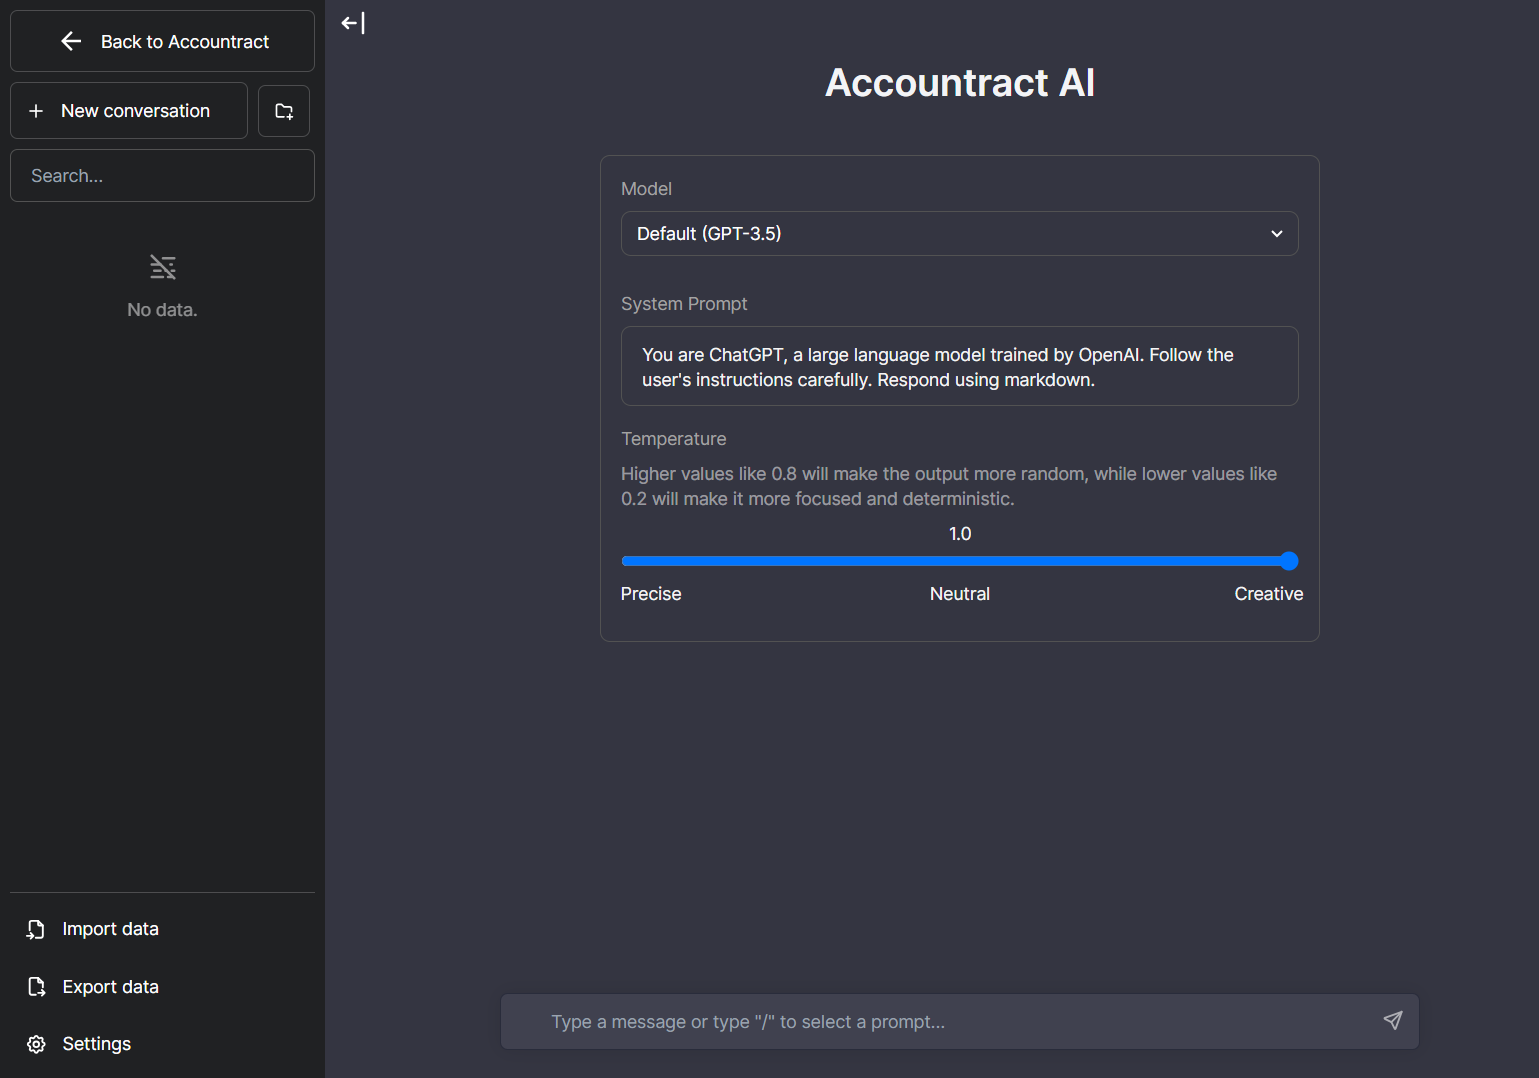 Back to Accountract
New conversation
Search...
No data.
Import data
Export data
Settings
Accountract AI
Model
Default (GPT-3.5)
System Prompt
You are ChatGPT, a large language model trained by OpenAI. Follow the
user's instructions carefully. Respond using markdown.
Temperature
Higher values like 0.8 will make the output more random, while lower values like
0.2 will make it more focused and deterministic.
1.0
Precise Neutral Creative
Type a message or type "/" to select a prompt...